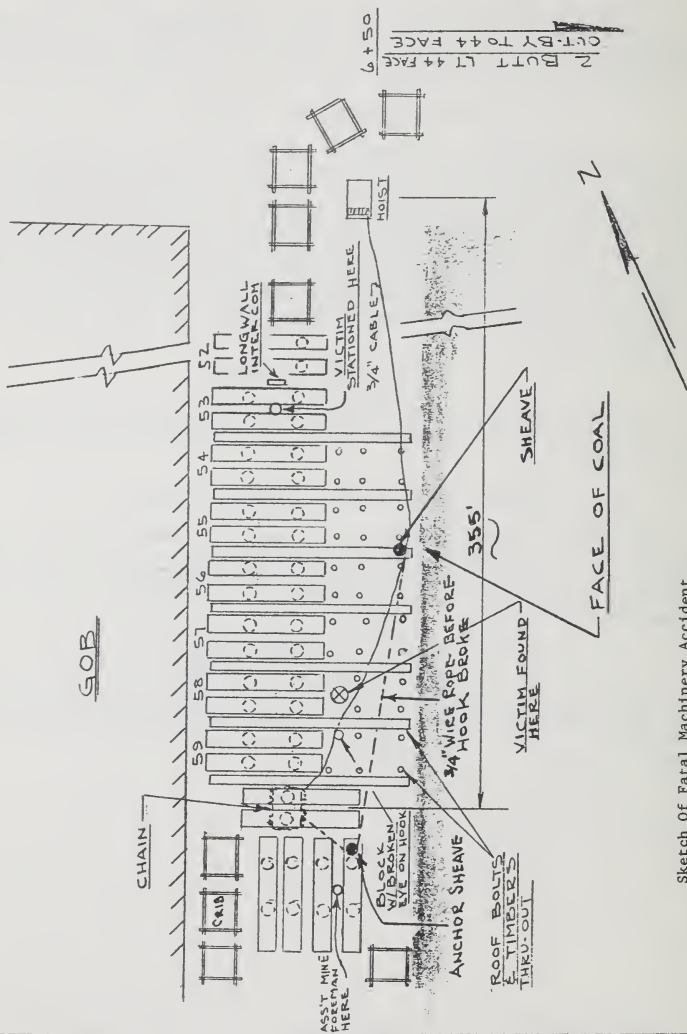 GOB
CHAIN
CRIB
59
58
57
56
55
54
53
52
LONGWALL
INTERCOM
VICTIM
STATIONED HERE
3/4" CABLE
HOIST
6+50
2 BUTT LT 44 FACE
OUT-BY TO 44 FACE
N
SHEAVE
355'
FACE OF COAL
3/4" WIRE ROPE BEFORE
HOOK BROKE
VICTIM FOUND
HERE
BLOCK
W/BROKEN
EYE ON HOOK
ANCHOR SHEAVE
ASS'T MINE
FOREMAN
HERE
ROOF BOLTS
& TIMBERS
THRU-OUT
Sketch Of Fatal Machinery Accident